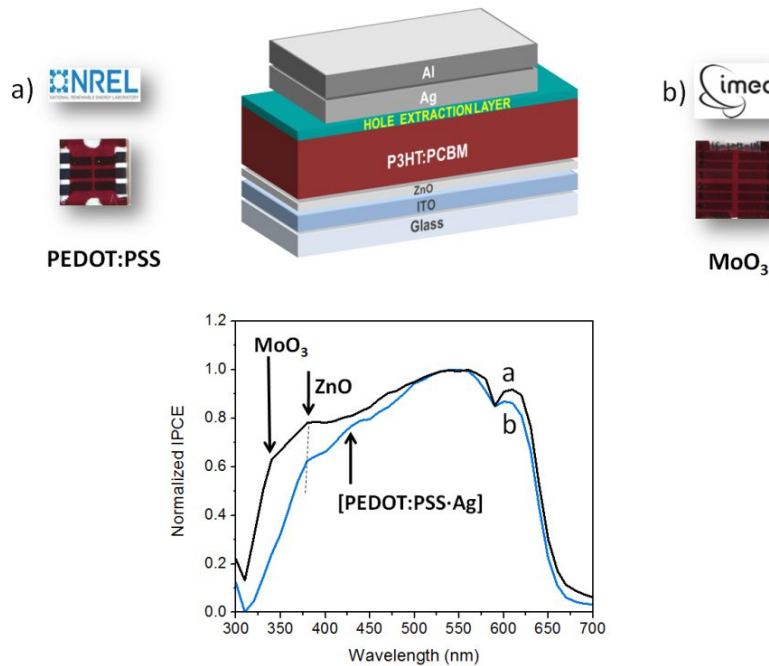 a)
NREL
NATIONAL RENEWABLE ENERGY LABORATORY
PEDOT:PSS
Al
Ag
HOLE EXTRACTION LAYER
P3HT:PCBM
ZnO
ITO
Glass
b)
imec
MoO₃
1.2
1.0
0.8
0.6
0.4
0.2
0.0
Normalized IPCE
MoO₃
ZnO
[PEDOT:PSS·Ag]
a
b
300 350 400 450 500 550 600 650 700
Wavelength (nm)